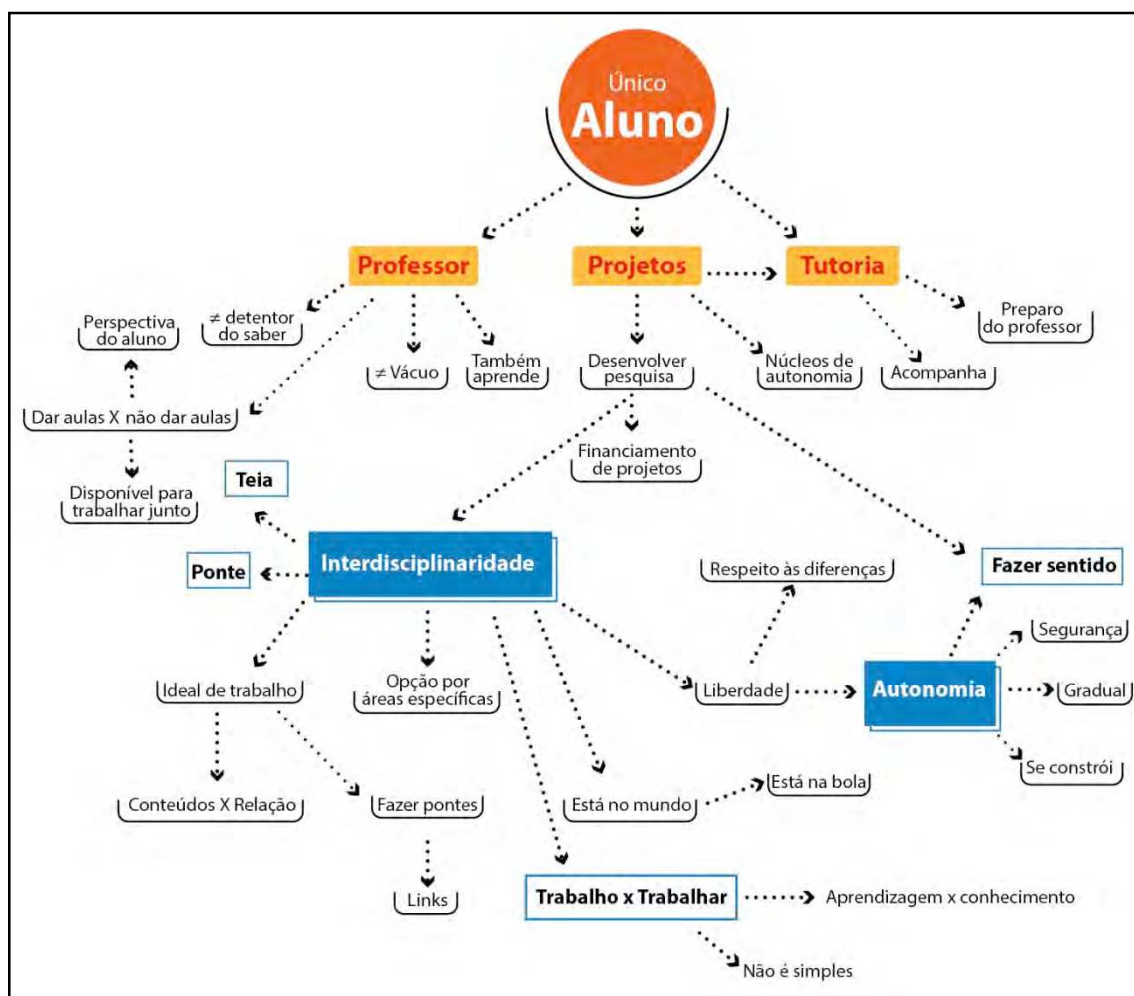 Único
Aluno
Professor
Projetos
Tutoria
Perspectiva
do aluno
≠ detentor
do saber
≠ Vácuo
Também
aprende
Desenvolver
pesquisa
Núcleos de
autonomia
Acompanha
Preparo
do professor
Dar aulas X não dar aulas
Disponível para
trabalhar junto
Financiamento
de projetos
Teia
Ponte
Interdisciplinaridade
Respeito às diferenças
Fazer sentido
Segurança
Ideal de trabalho
Opção por
áreas específicas
Liberdade
Autonomia
Gradual
Se constrói
Conteúdos X Relação
Fazer pontes
Está no mundo
Está na bola
Links
Trabalho x Trabalhar
Aprendizagem x conhecimento
Não é simples